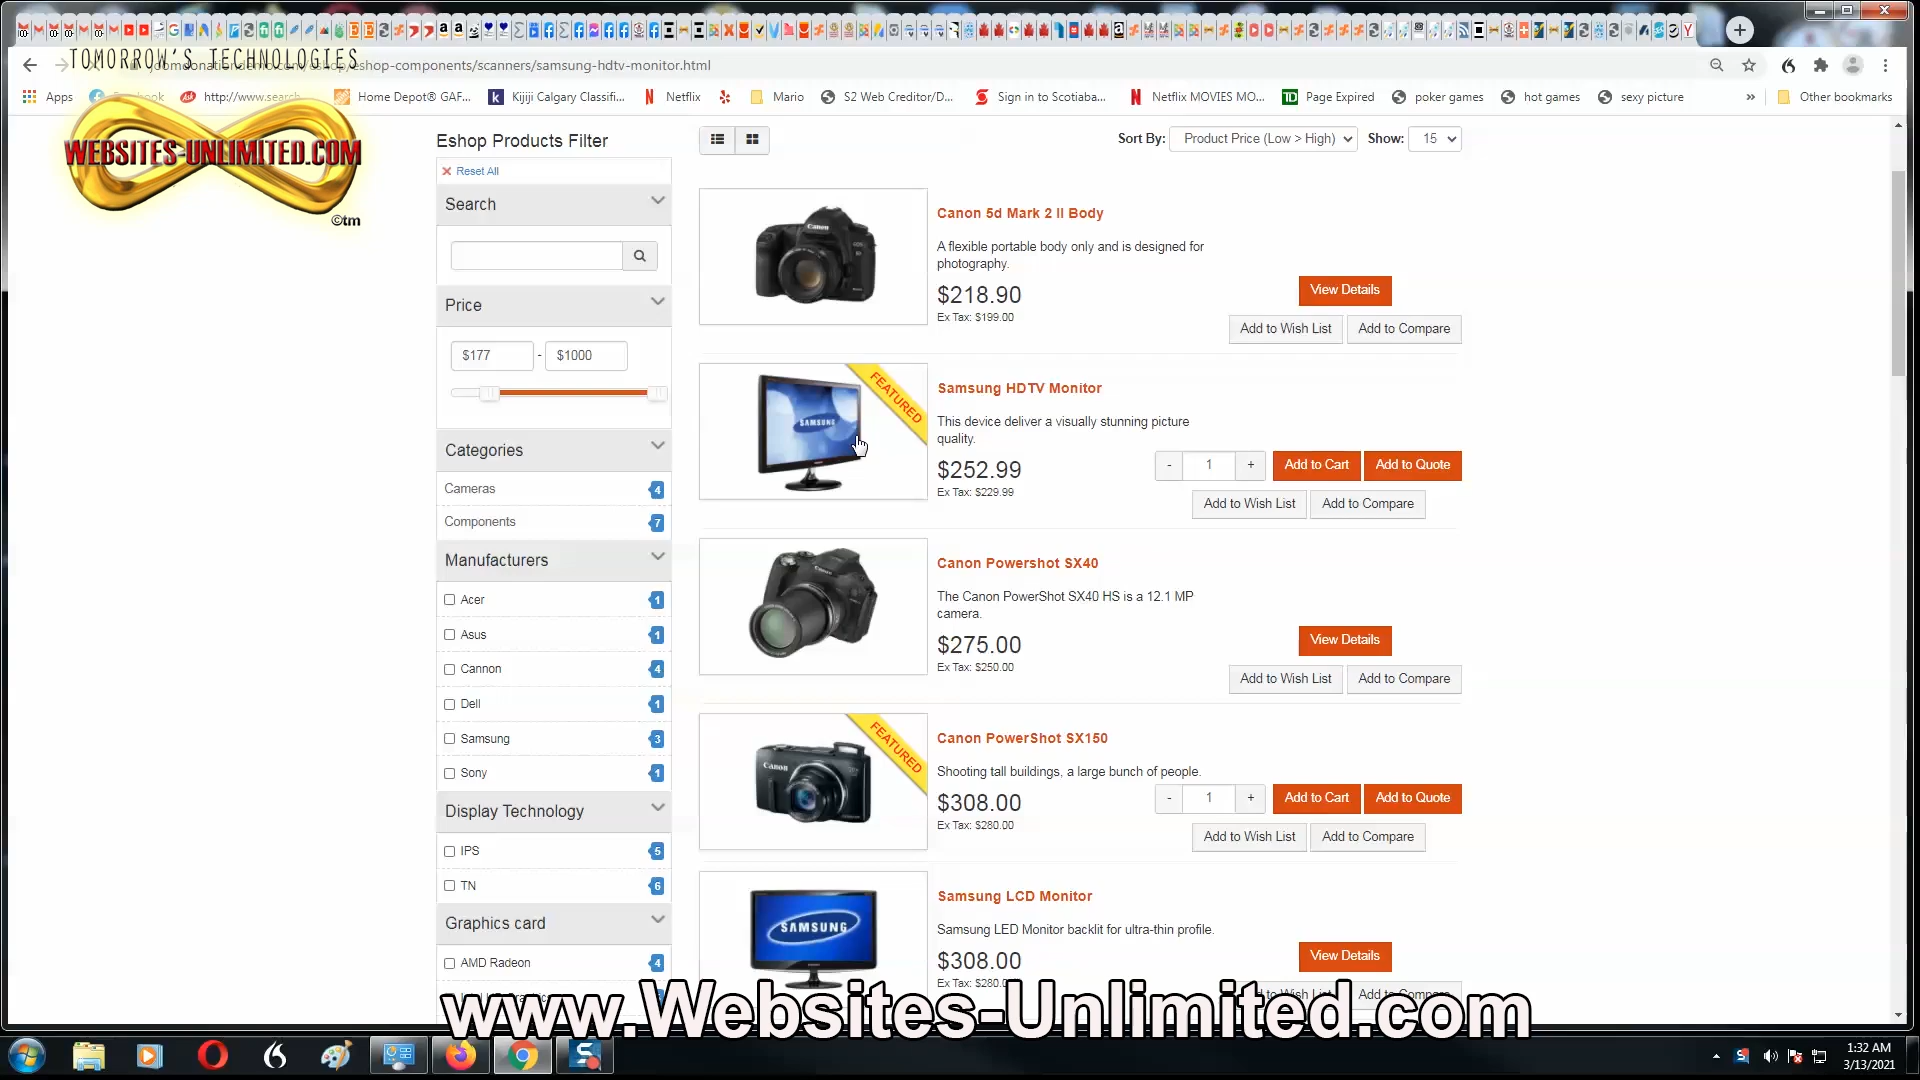 TOMORROW'S TECHNOLOGIES
eshop-components/scanners/samsung-hdtv-monitor.html
Apps
http://www.search
Home Depot® GAF...
Kijiji Calgary Classifi...
Netflix
Mario
S2 Web Creditor/D...
Sign in to Scotiaba...
Netflix MOVIES MO...
Page Expired
poker games
hot games
sexy picture
Other bookmarks
WEBSITES-UNLIMITED.COM
©tm
Eshop Products Filter
Reset All
Search
Price
$177 - $1000
Categories
Cameras 4
Components 7
Manufacturers
Acer 1
Asus 1
Cannon 4
Dell 1
Samsung 3
Sony 1
Display Technology
IPS 5
TN 6
Graphics card
AMD Radeon 4
Sort By: Product Price (Low > High) Show: 15
Canon
Canon 5d Mark 2 II Body
A flexible portable body only and is designed for
photography.
$218.90
Ex Tax: $199.00
View Details
Add to Wish List Add to Compare
FEATURED
SAMSUNG
Samsung HDTV Monitor
This device deliver a visually stunning picture
quality.
$252.99
Ex Tax: $229.99
- 1 + Add to Cart Add to Quote
Add to Wish List Add to Compare
Canon Powershot SX40
The Canon PowerShot SX40 HS is a 12.1 MP
camera.
$275.00
Ex Tax: $250.00
View Details
Add to Wish List Add to Compare
FEATURED
Canon
Canon PowerShot SX150
Shooting tall buildings, a large bunch of people.
$308.00
Ex Tax: $280.00
- 1 + Add to Cart Add to Quote
Add to Wish List Add to Compare
SAMSUNG
Samsung LCD Monitor
Samsung LED Monitor backlit for ultra-thin profile.
$308.00
Ex Tax: $280.0
View Details
www.Websites-Unlimited.com
1:32 AM
3/13/2021